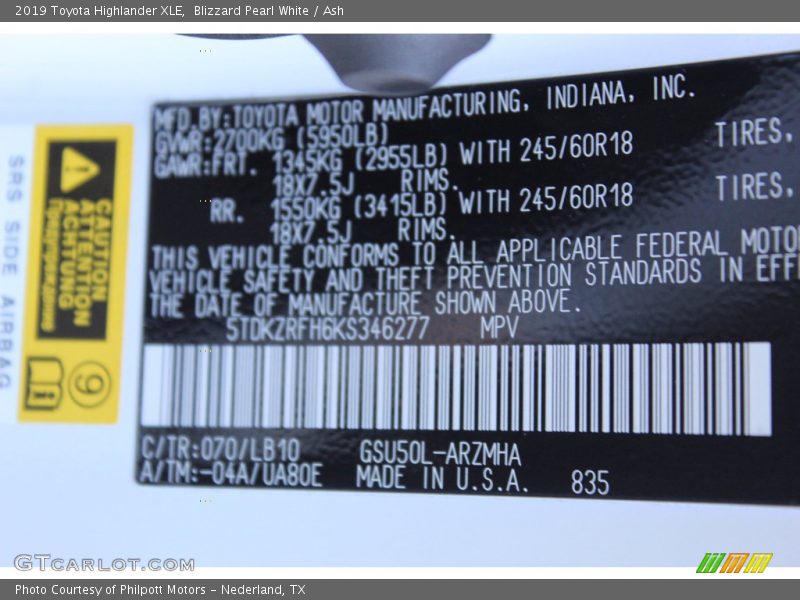 2019 Toyota Highlander XLE, Blizzard Pearl White / Ash
MFD. BY: TOYOTA MOTOR MANUFACTURING, INDIANA, INC.
GVWR: 2700KG (5950LB)
GAWR: FRT. 1345KG (2955LB) WITH 245/60R18 TIRES,
18X7.5J RIMS.
RR. 1550KG (3415LB) WITH 245/60R18 TIRES,
18X7.5J RIMS.
THIS VEHICLE CONFORMS TO ALL APPLICABLE FEDERAL MOTO
VEHICLE SAFETY AND THEFT PREVENTION STANDARDS IN EFF
THE DATE OF MANUFACTURE SHOWN ABOVE.
5TDKZRFH6KS346277 MPV
C/TR: 070/LB10 GSU50L-ARZMHA
A/TM: -04A/UA80E MADE IN U.S.A. 835
SRS SIDE AIRBAG
CAUTION
ATTENTION
ACHTUNG
Предупреждение
9
GTcarlot.com
Photo Courtesy of Philpott Motors - Nederland, TX